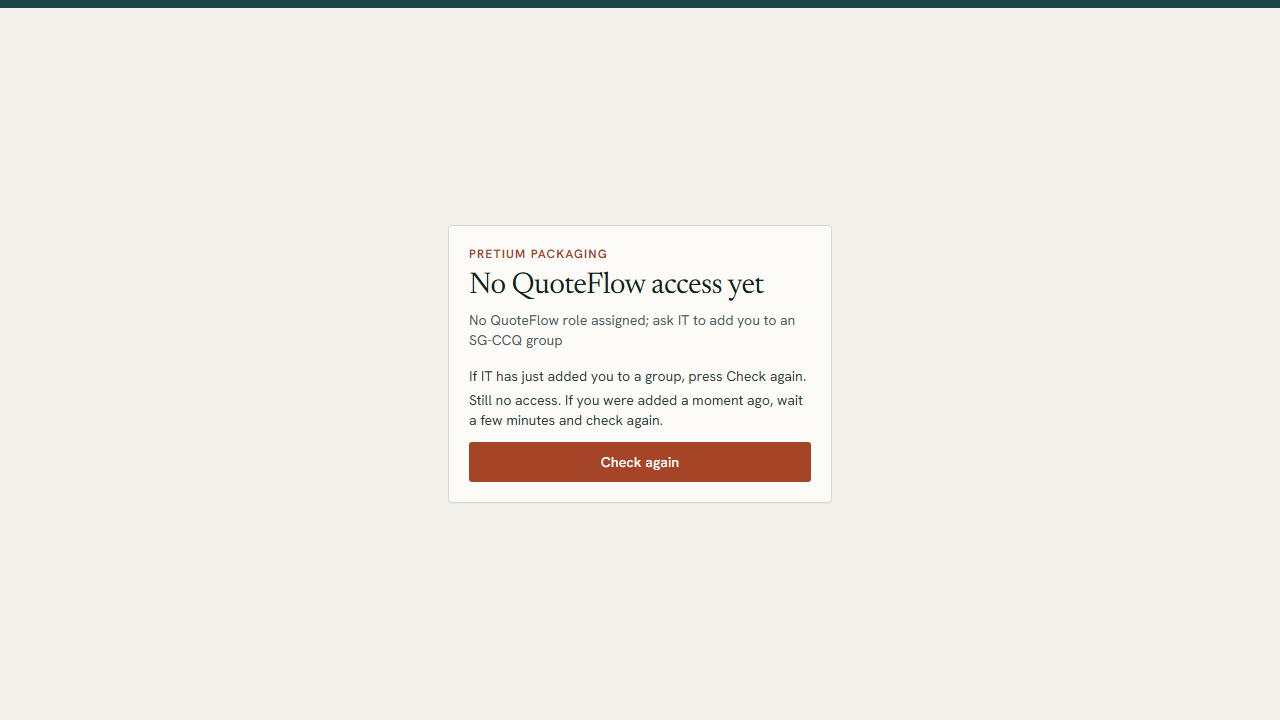 PRETIUM PACKAGING
No QuoteFlow access yet
No QuoteFlow role assigned; ask IT to add you to an
SG-CCQ group
If IT has just added you to a group, press Check again.
Still no access. If you were added a moment ago, wait
a few minutes and check again.
Check again